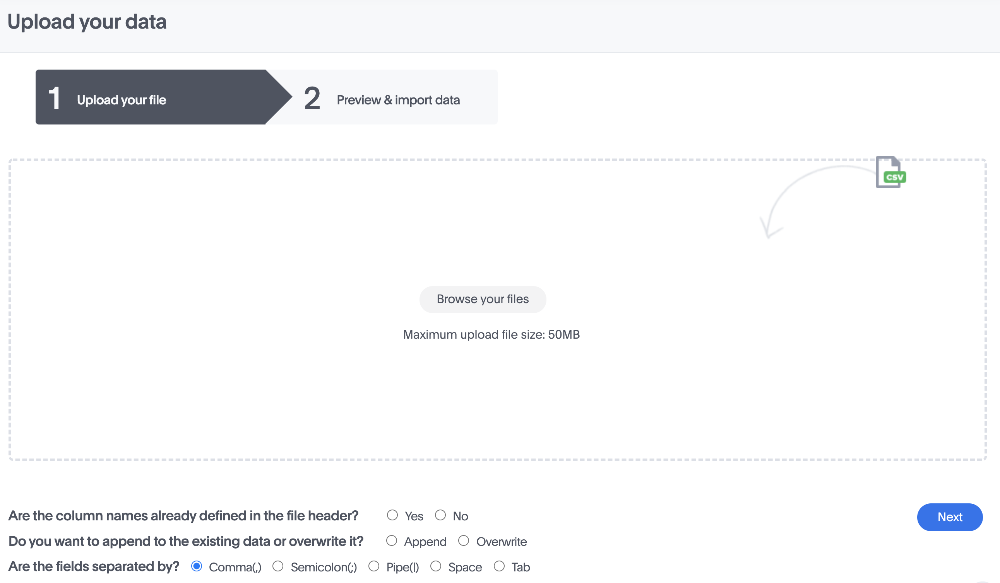 Upload your data
1 Upload your file 2 Preview & import data
CSV
Browse your files
Maximum upload file size: 50MB
Are the column names already defined in the file header? Yes No Next
Do you want to append to the existing data or overwrite it? Append Overwrite
Are the fields separated by? Comma(,) Semicolon(;) Pipe(|) Space Tab